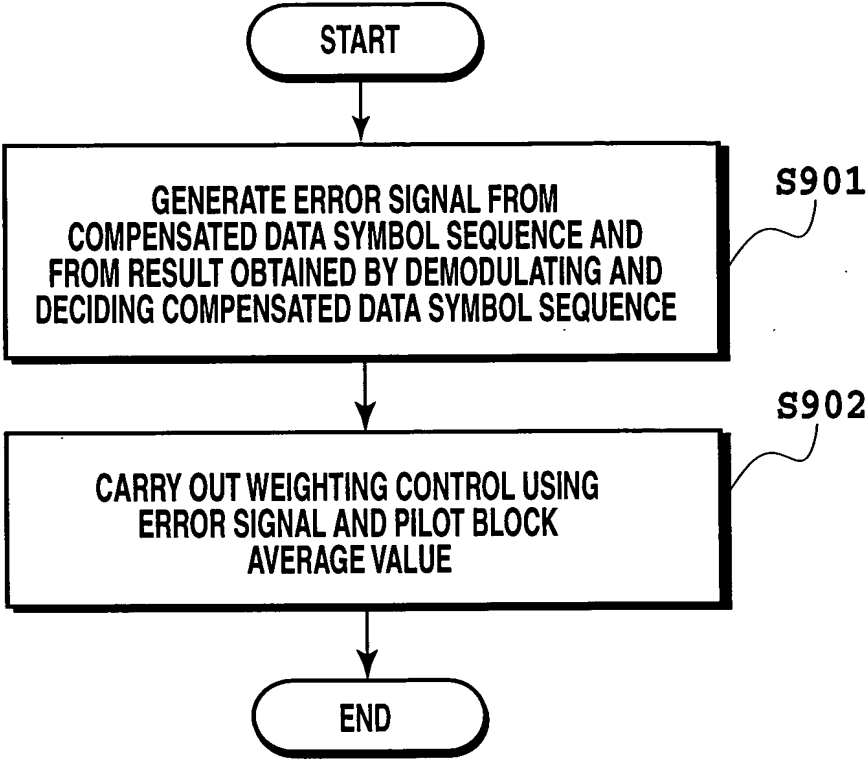 START
GENERATE ERROR SIGNAL FROM
COMPENSATED DATA SYMBOL SEQUENCE AND
FROM RESULT OBTAINED BY DEMODULATING AND
DECIDING COMPENSATED DATA SYMBOL SEQUENCE
S901
CARRY OUT WEIGHTING CONTROL USING
ERROR SIGNAL AND PILOT BLOCK
AVERAGE VALUE
S902
END